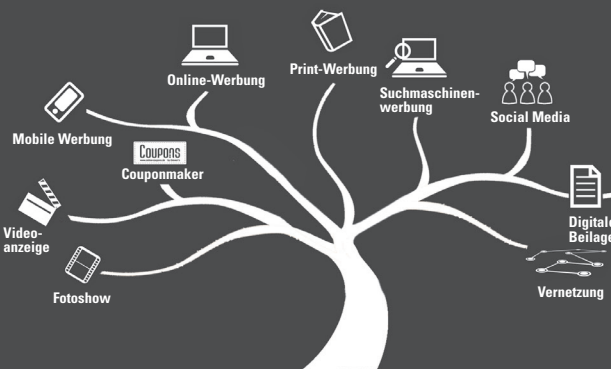 Online-Werbung
Print-Werbung
Suchmaschinen-
werbung
Social Media
Mobile Werbung
COUPONS
Couponmaker
Video-
anzeige
Fotoshow
Digitale
Beilage
Vernetzung